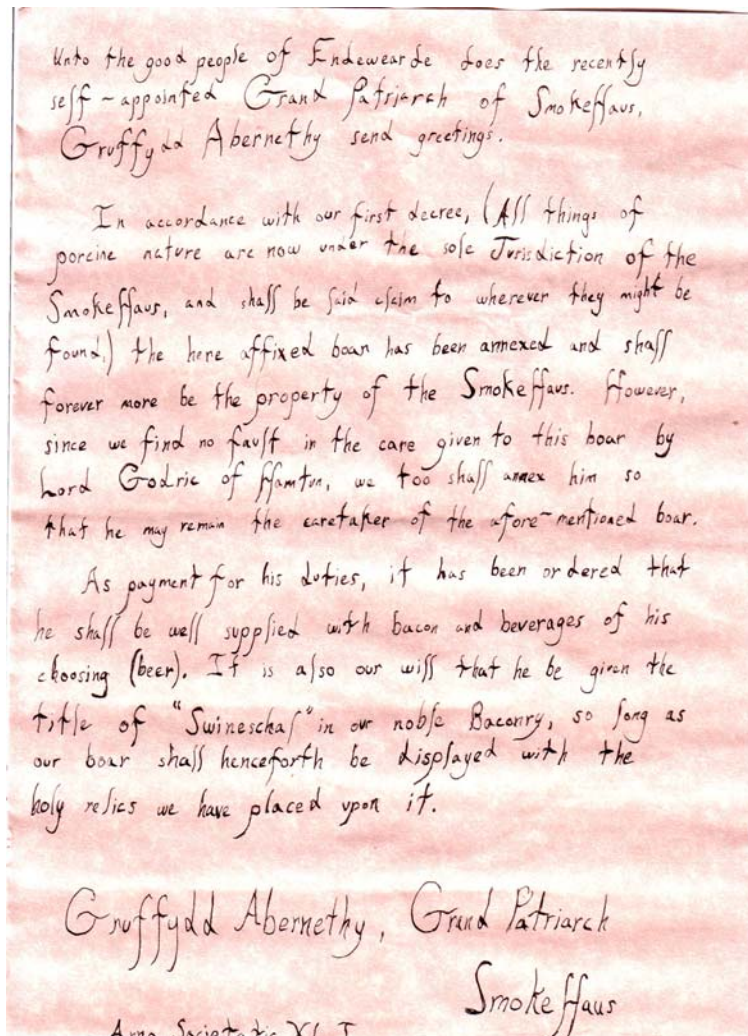 Unto the good people of Endewearde does the recently
self-appointed Grand Patriarch of SmokeHaus,
Gruffydd Abernethy send greetings.
In accordance with our first decree, (All things of
porcine nature are now under the sole Jurisdiction of the
SmokeHaus, and shall be laid claim to wherever they might be
found,) the here affixed boar has been annexed and shall
forever more be the property of the SmokeHaus. However,
since we find no fault in the care given to this boar by
Lord Godric of Hamtun, we too shall annex him so
that he may remain the caretaker of the afore-mentioned boar.
As payment for his duties, it has been ordered that
he shall be well supplied with bacon and beverages of his
choosing (beer). It is also our will that he be given the
title of "Swineschal" in our noble Baconry, so long as
our boar shall henceforth be displayed with the
holy relics we have placed upon it.
Gruffydd Abernethy, Grand Patriarch
SmokeHaus
Anno Societatis XL I